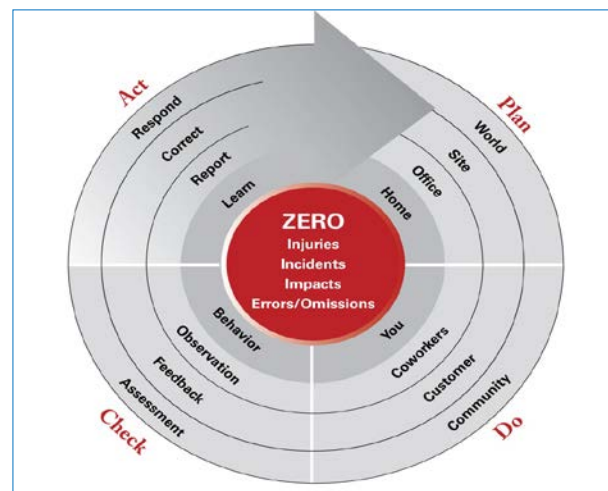 Act
Respond
Correct
Report
Learn
Plan
World
Site
Office
Home
ZERO
Injuries
Incidents
Impacts
Errors/Omissions
Behavior
Observation
Feedback
Assessment
Check
You
Coworkers
Customer
Community
Do